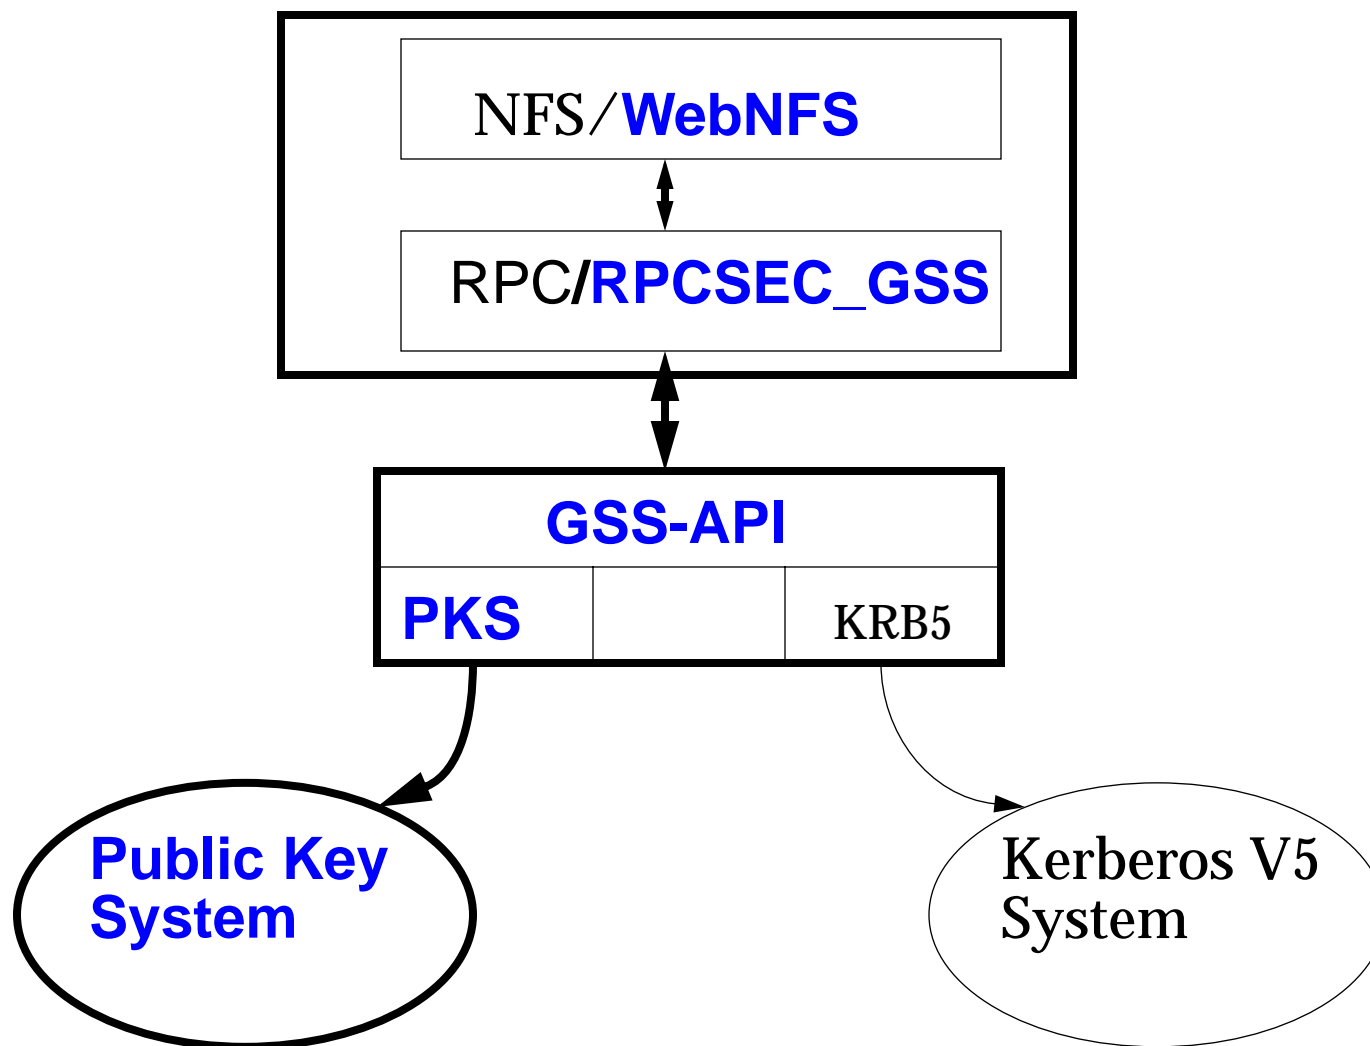 NFS/WebNFS
RPC/RPCSEC_GSS
GSS-API
PKS
KRB5
Public Key
System
Kerberos V5
System